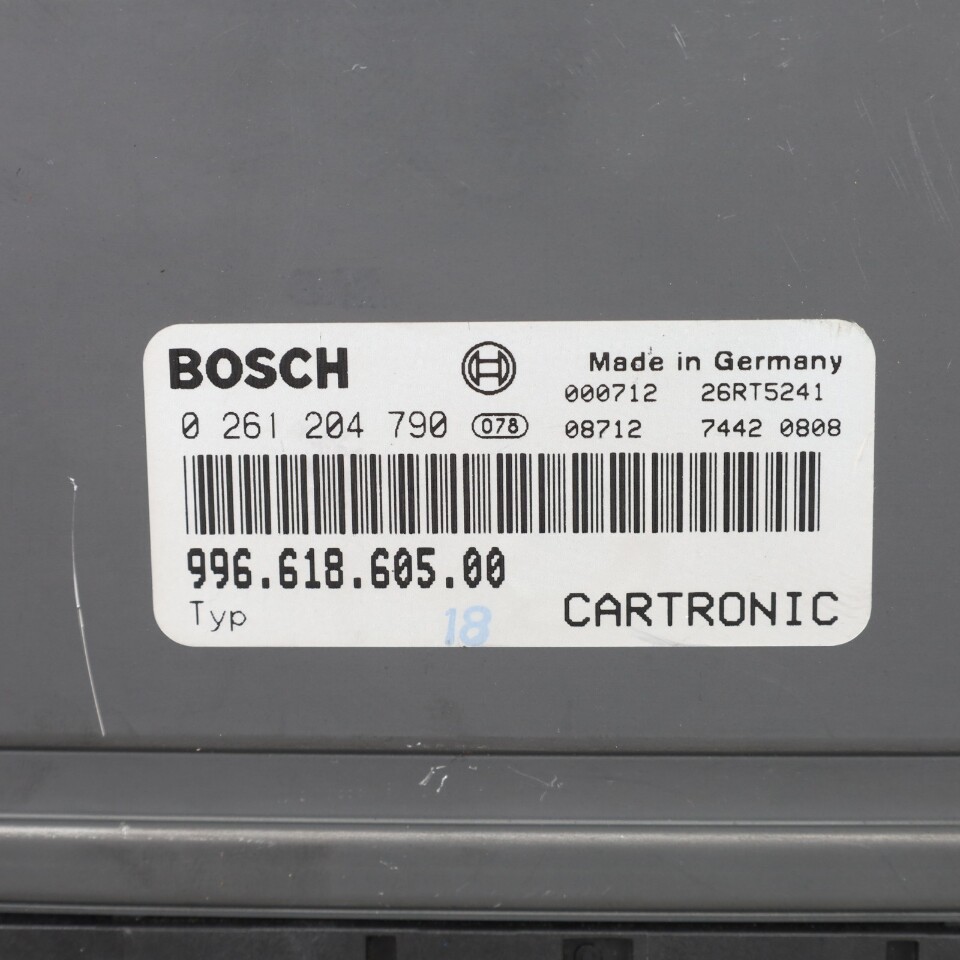 BOSCH
Made in Germany
000712 26RT5241
0 261 204 790 078 08712 7442 0808
996.618.605.00
Typ
18
CARTRONIC